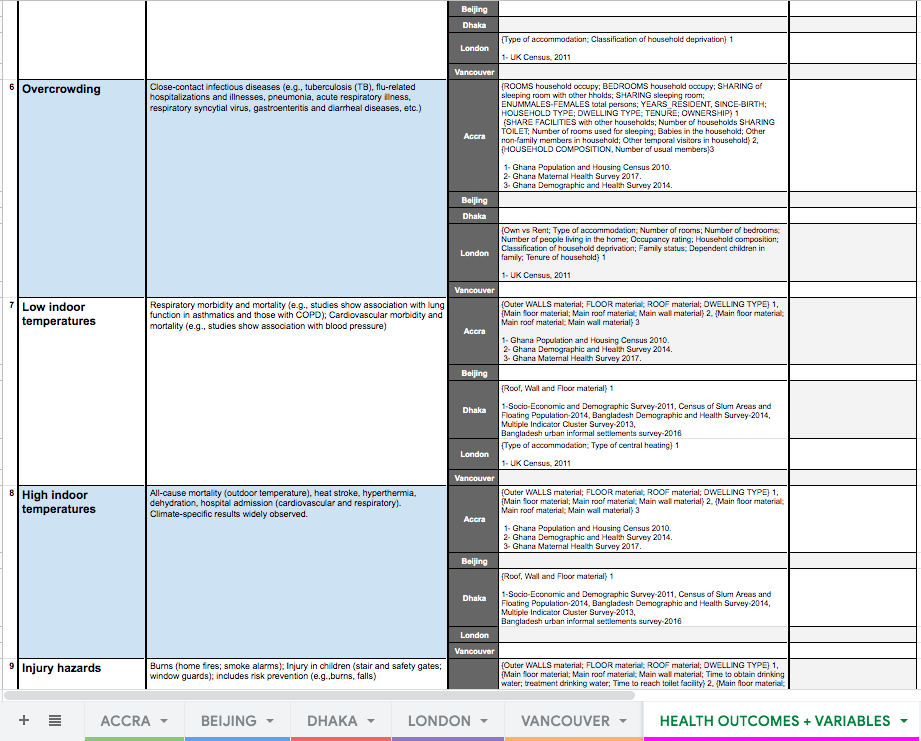 Beijing
Dhaka
London
{Type of accommodation; Classification of household deprivation} 1
1- UK Census, 2011
Vancouver
6
Overcrowding
Close-contact infectious diseases (e.g., tuberculosis (TB), flu-related
hospitalizations and illnesses, pneumonia, acute respiratory illness,
respiratory syncytial virus, gastroenteritis and diarrheal diseases, etc.)
Accra
{ROOMS household occupy; BEDROOMS household occupy; SHARING of
sleeping room with other hholds; SHARING sleeping room;
ENUMMALES-FEMALES total persons; YEARS_RESIDENT, SINCE-BIRTH;
HOUSEHOLD TYPE; DWELLING TYPE; TENURE; OWNERSHIP} 1
{SHARE FACILITIES with other households; Number of households SHARING
TOILET; Number of rooms used for sleeping; Babies in the household; Other
non-family members in household; Other temporal visitors in household} 2,
{HOUSEHOLD COMPOSITION, Number of usual members}3
1- Ghana Population and Housing Census 2010.
2- Ghana Maternal Health Survey 2017.
3- Ghana Demographic and Health Survey 2014.
Beijing
Dhaka
London
{Own vs Rent; Type of accommodation; Number of rooms; Number of bedrooms;
Number of people living in the home; Occupancy rating; Household composition;
Classification of household deprivation; Family status; Dependent children in
family; Tenure of household} 1
1- UK Census, 2011
Vancouver
7
Low indoor
temperatures
Respiratory morbidity and mortality (e.g., studies show association with lung
function in asthmatics and those with COPD); Cardiovascular morbidity and
mortality (e.g., studies show association with blood pressure)
Accra
{Outer WALLS material; FLOOR material; ROOF material; DWELLING TYPE} 1,
{Main floor material; Main roof material; Main wall material} 2, {Main floor material;
Main roof material; Main wall material} 3
1- Ghana Population and Housing Census 2010.
2- Ghana Demographic and Health Survey 2014.
3- Ghana Maternal Health Survey 2017.
Beijing
Dhaka
{Roof, Wall and Floor material} 1
1-Socio-Economic and Demographic Survey-2011, Census of Slum Areas and
Floating Population-2014, Bangladesh Demographic and Health Survey-2014,
Multiple Indicator Cluster Survey-2013,
Bangladesh urban informal settlements survey-2016
London
{Type of accommodation; Type of central heating} 1
1- UK Census, 2011
Vancouver
8
High indoor
temperatures
All-cause mortality (outdoor temperature), heat stroke, hyperthermia,
dehydration, hospital admission (cardiovascular and respiratory).
Climate-specific results widely observed.
Accra
{Outer WALLS material; FLOOR material; ROOF material; DWELLING TYPE} 1,
{Main floor material; Main roof material; Main wall material} 2, {Main floor material;
Main roof material; Main wall material} 3
1- Ghana Population and Housing Census 2010.
2- Ghana Demographic and Health Survey 2014.
3- Ghana Maternal Health Survey 2017.
Beijing
Dhaka
{Roof, Wall and Floor material} 1
1-Socio-Economic and Demographic Survey-2011, Census of Slum Areas and
Floating Population-2014, Bangladesh Demographic and Health Survey-2014,
Multiple Indicator Cluster Survey-2013,
Bangladesh urban informal settlements survey-2016
London
Vancouver
9
Injury hazards
Burns (home fires; smoke alarms); Injury in children (stair and safety gates;
window guards); includes risk prevention (e.g.,burns, falls)
{Outer WALLS material; FLOOR material; ROOF material; DWELLING TYPE} 1,
{Main floor material; Main roof material; Main wall material; Time to obtain drinking
water; treatment drinking water; Time to reach toilet facility} 2, {Main floor material;
ACCRA
BEIJING
DHAKA
LONDON
VANCOUVER
HEALTH OUTCOMES + VARIABLES